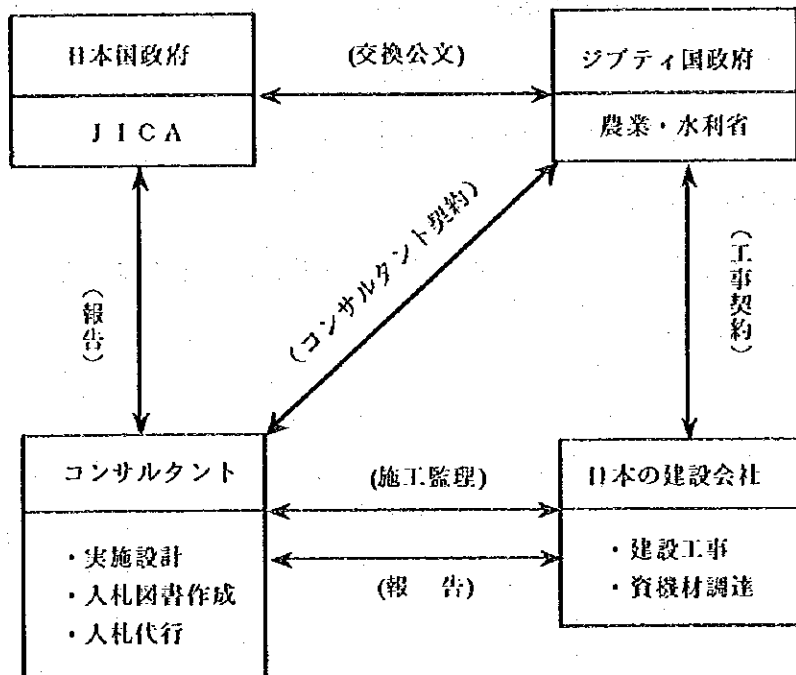 日本国政府
(交換公文)
ジブティ国政府
JICA
農業・水利省
(報告)
(コンサルタント契約)
(工事契約)
コンサルタント
(施工監理)
日本の建設会社
・実施設計
・入札図書作成
・入札代行
(報 告)
・建設工事
・資機材調達